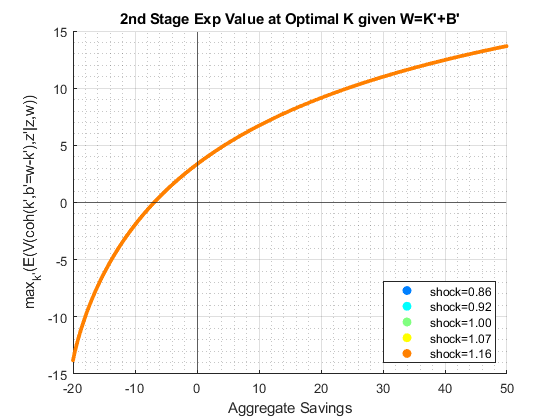 2nd Stage Exp Value at Optimal K given W=K'+B'
max_k'(E(V(coh(k',b'=w-k'),z'|z,w))
15
10
5
0
-5
-10
-15
-20
-10
0
10
20
30
40
50
Aggregate Savings
shock=0.86
shock=0.92
shock=1.00
shock=1.07
shock=1.16